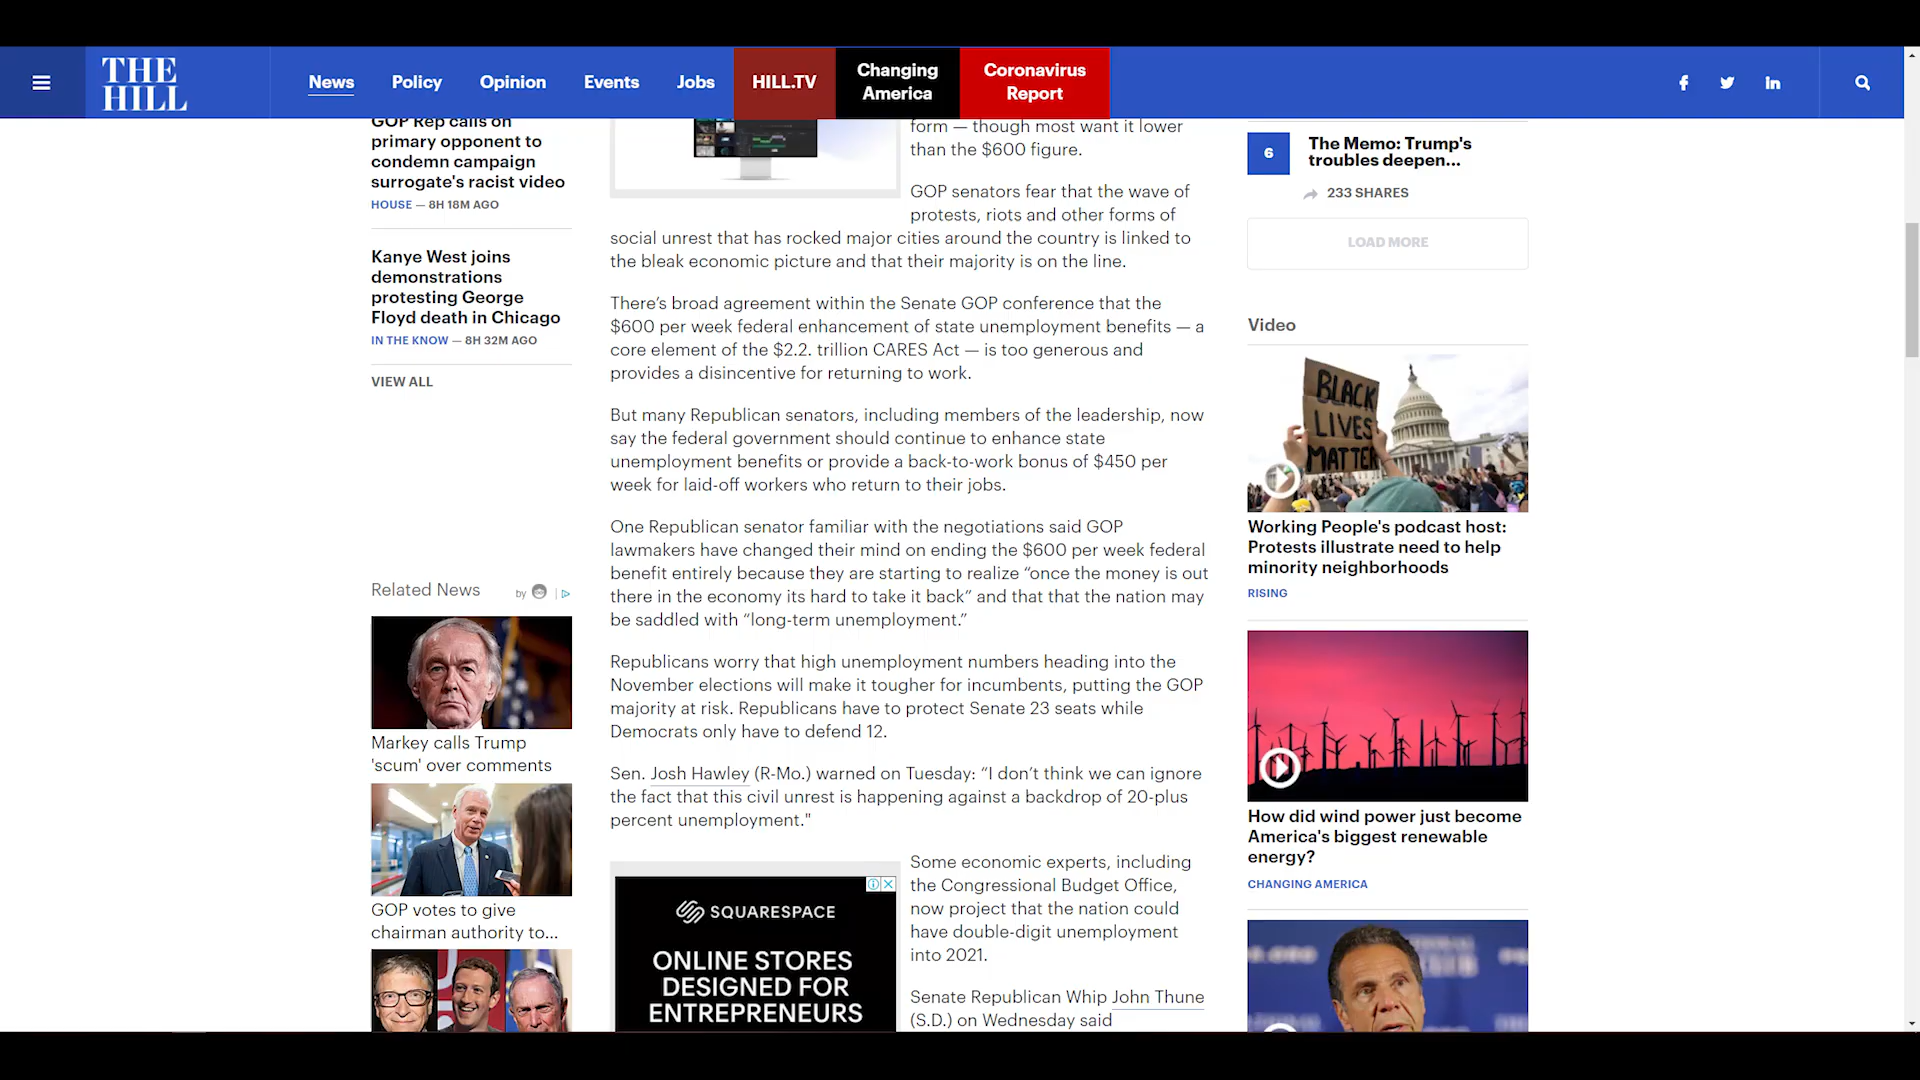 THE
HILL
News
Policy
Opinion
Events
Jobs
HILL.TV
Changing
America
Coronavirus
Report
GOP Rep calls on
primary opponent to
condemn campaign
surrogate's racist video
HOUSE — 8H 18M AGO
Kanye West joins
demonstrations
protesting George
Floyd death in Chicago
IN THE KNOW — 8H 32M AGO
VIEW ALL
Related News
by
Markey calls Trump
'scum' over comments
GOP votes to give
chairman authority to...
form — though most want it lower
than the $600 figure.
GOP senators fear that the wave of
protests, riots and other forms of
social unrest that has rocked major cities around the country is linked to
the bleak economic picture and that their majority is on the line.
There’s broad agreement within the Senate GOP conference that the
$600 per week federal enhancement of state unemployment benefits — a
core element of the $2.2. trillion CARES Act — is too generous and
provides a disincentive for returning to work.
But many Republican senators, including members of the leadership, now
say the federal government should continue to enhance state
unemployment benefits or provide a back-to-work bonus of $450 per
week for laid-off workers who return to their jobs.
One Republican senator familiar with the negotiations said GOP
lawmakers have changed their mind on ending the $600 per week federal
benefit entirely because they are starting to realize “once the money is out
there in the economy its hard to take it back” and that that the nation may
be saddled with “long-term unemployment.”
Republicans worry that high unemployment numbers heading into the
November elections will make it tougher for incumbents, putting the GOP
majority at risk. Republicans have to protect Senate 23 seats while
Democrats only have to defend 12.
Sen. Josh Hawley (R-Mo.) warned on Tuesday: “I don’t think we can ignore
the fact that this civil unrest is happening against a backdrop of 20-plus
percent unemployment."
SQUARESPACE
ONLINE STORES
DESIGNED FOR
ENTREPRENEURS
Some economic experts, including
the Congressional Budget Office,
now project that the nation could
have double-digit unemployment
into 2021.
Senate Republican Whip John Thune
(S.D.) on Wednesday said
6
The Memo: Trump's
troubles deepen...
233 SHARES
LOAD MORE
Video
BLACK
LIVES
MATTER
Working People's podcast host:
Protests illustrate need to help
minority neighborhoods
RISING
How did wind power just become
America's biggest renewable
energy?
CHANGING AMERICA